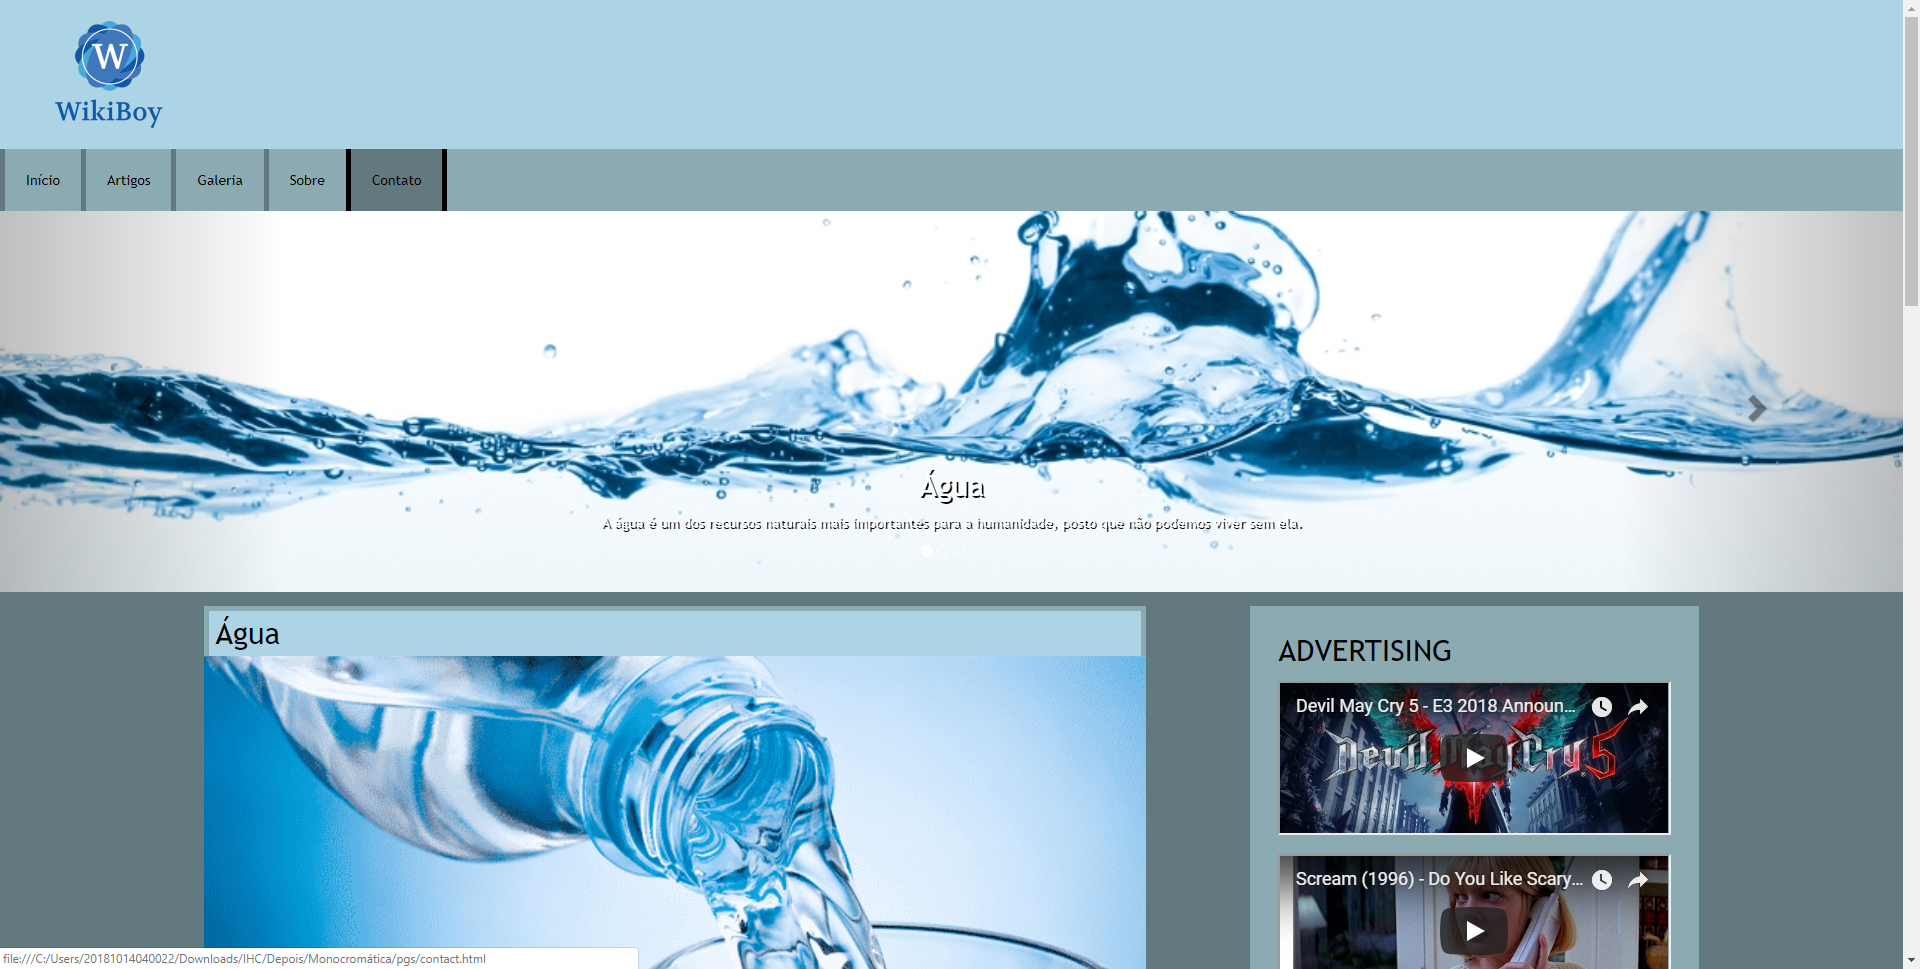 W
WikiBoy
Início
Artigos
Galeria
Sobre
Contato
Água
A água é um dos recursos naturais mais importantes para a humanidade, posto que não podemos viver sem ela.
Água
ADVERTISING
Devil May Cry 5 - E3 2018 Announ...
Devil May Cry 5
Scream (1996) - Do You Like Scary...
file:///C:/Users/20181014040022/Downloads/IHC/Depois/Monocromática/pgs/contact.html